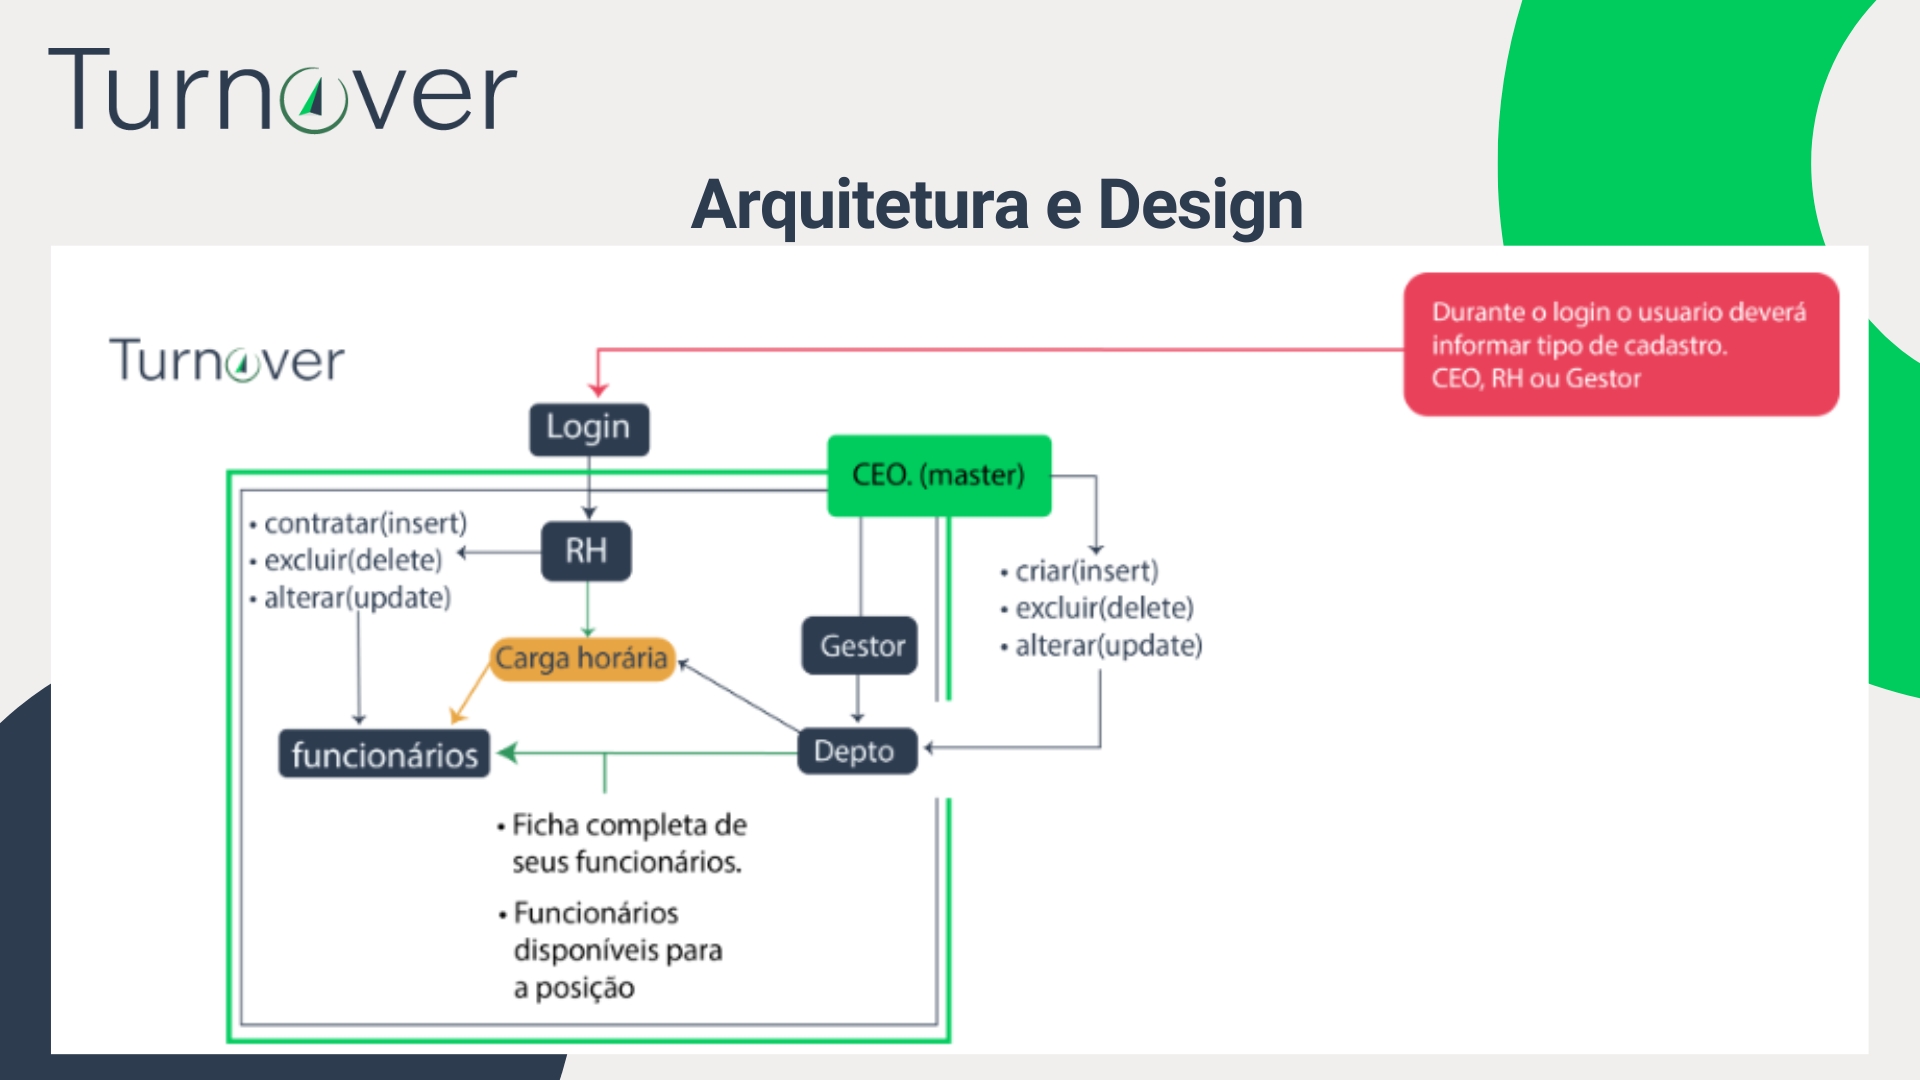 Turnover
Arquitetura e Design
Durante o login o usuario deverá
informar tipo de cadastro.
CEO, RH ou Gestor
Turnover
Login
CEO. (master)
• contratar(insert)
• excluir(delete)
• alterar(update)
RH
• criar(insert)
• excluir(delete)
• alterar(update)
Gestor
Carga horária
funcionários
Depto
• Ficha completa de
seus funcionários.
• Funcionários
disponíveis para
a posição